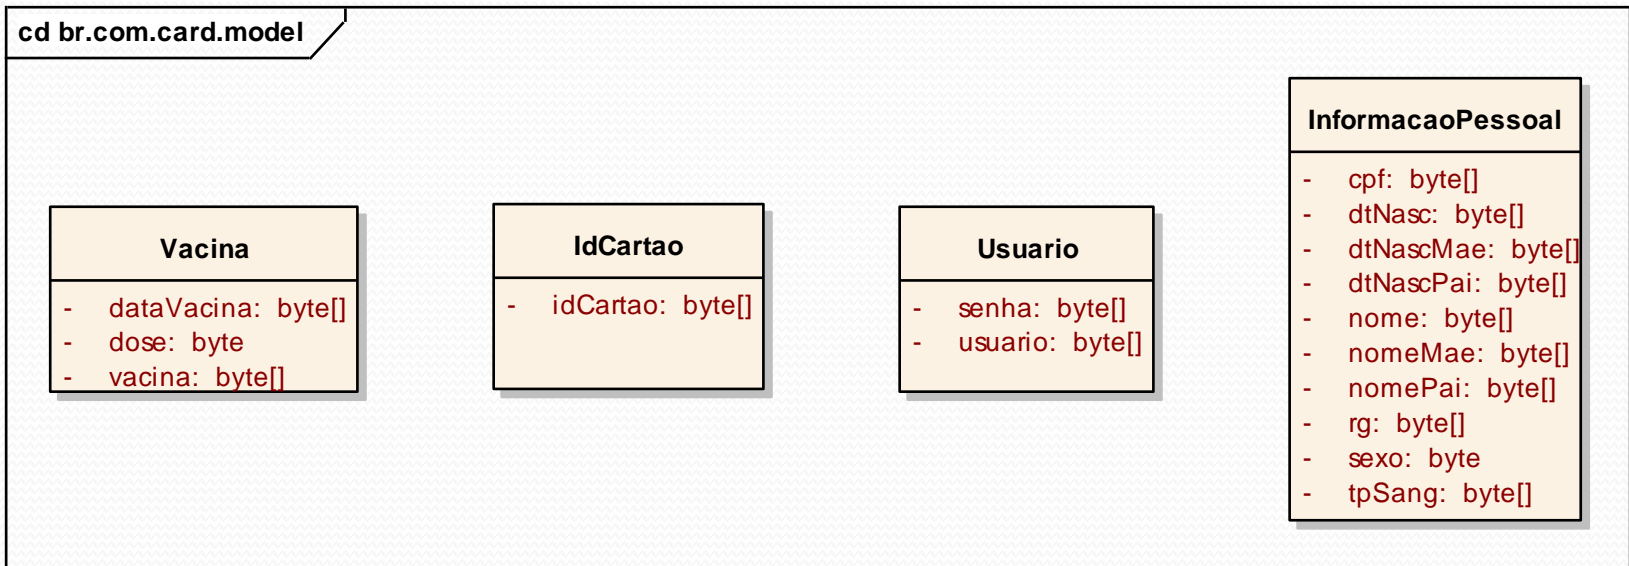 cd br.com.card.model
Vacina
- dataVacina: byte[]
- dose: byte
- vacina: byte[]
IdCartao
- idCartao: byte[]
Usuario
- senha: byte[]
- usuario: byte[]
InformacaoPessoal
- cpf: byte[]
- dtNasc: byte[]
- dtNascMae: byte[]
- dtNascPai: byte[]
- nome: byte[]
- nomeMae: byte[]
- nomePai: byte[]
- rg: byte[]
- sexo: byte
- tpSang: byte[]